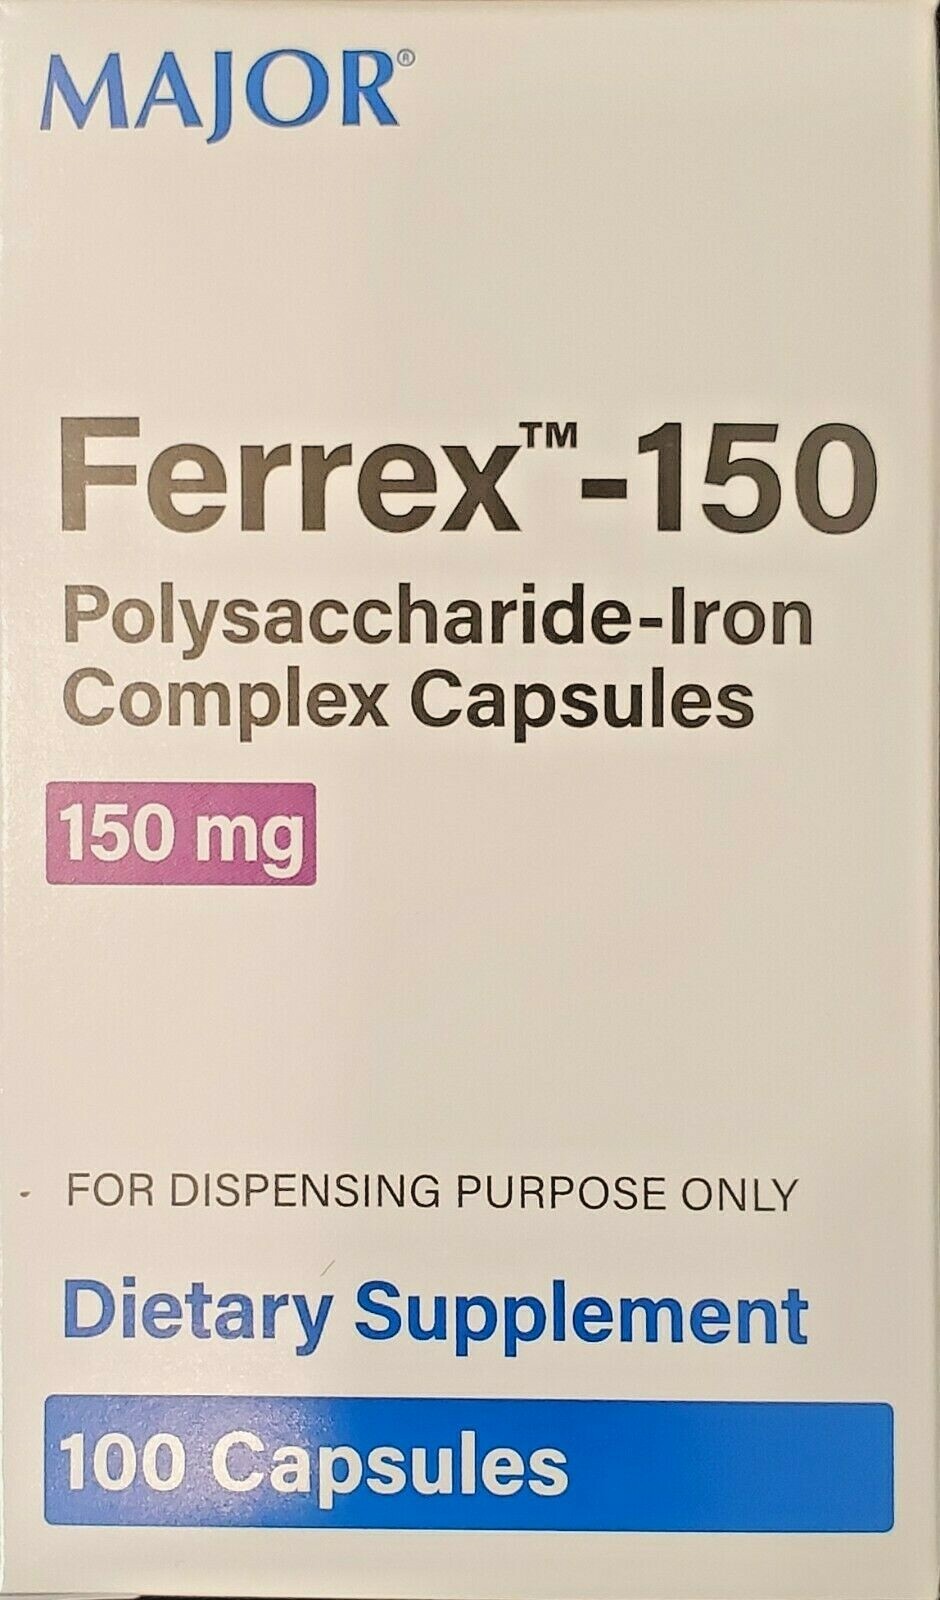 MAJOR®
Ferrex™-150
Polysaccharide-Iron
Complex Capsules
150 mg
FOR DISPENSING PURPOSE ONLY
Dietary Supplement
100 Capsules